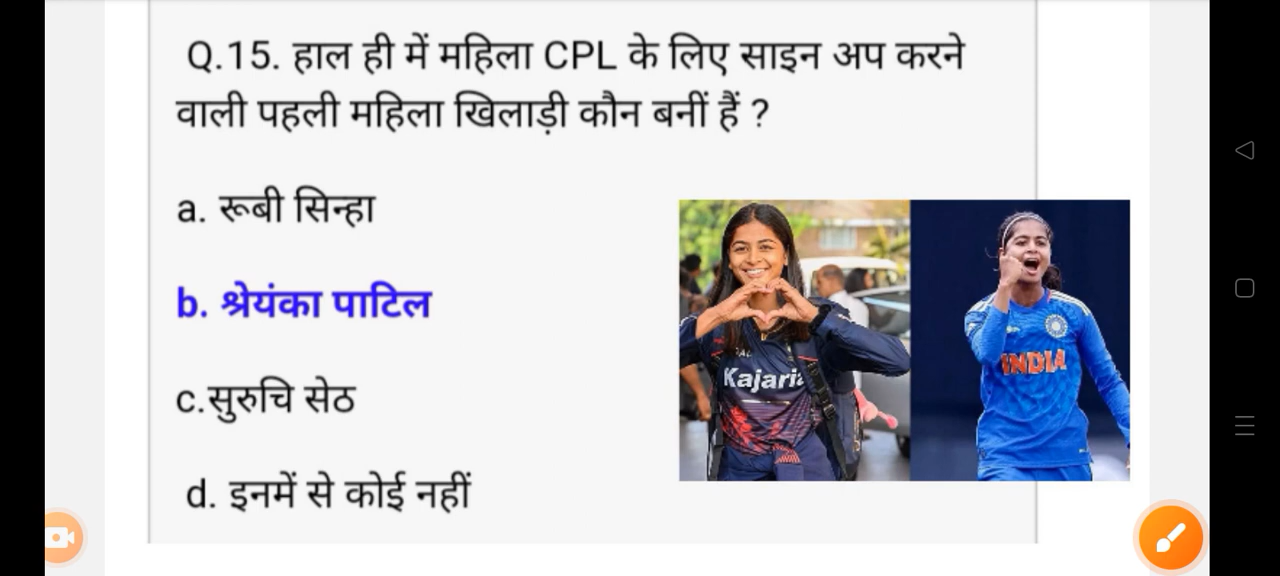 Q.15. हाल ही में महिला CPL के लिए साइन अप करने
वाली पहली महिला खिलाड़ी कौन बनीं हैं ?
a. रूबी सिन्हा
b. श्रेयंका पाटिल
c.सुरुचि सेठ
d. इनमें से कोई नहीं
Kajaria
INDIA